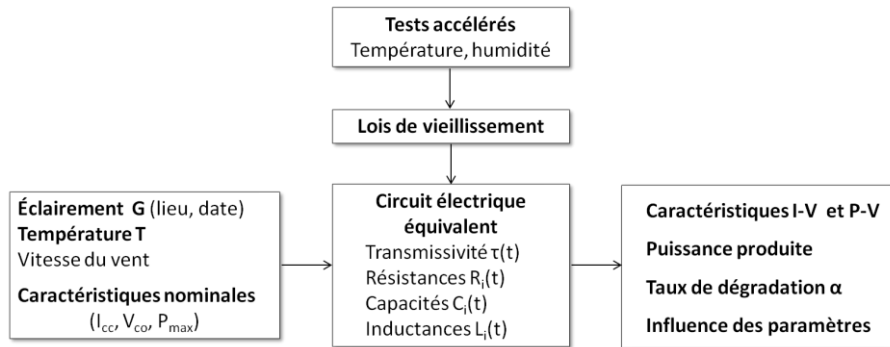 Tests accélérés
Température, humidité
Lois de vieillissement
Éclairement G (lieu, date)
Température T
Vitesse du vent
Caractéristiques nominales
(Icc, Vco, Pmax)
Circuit électrique
équivalent
Transmissivité τ(t)
Résistances Ri(t)
Capacités Ci(t)
Inductances Li(t)
Caractéristiques I-V et P-V
Puissance produite
Taux de dégradation α
Influence des paramètres